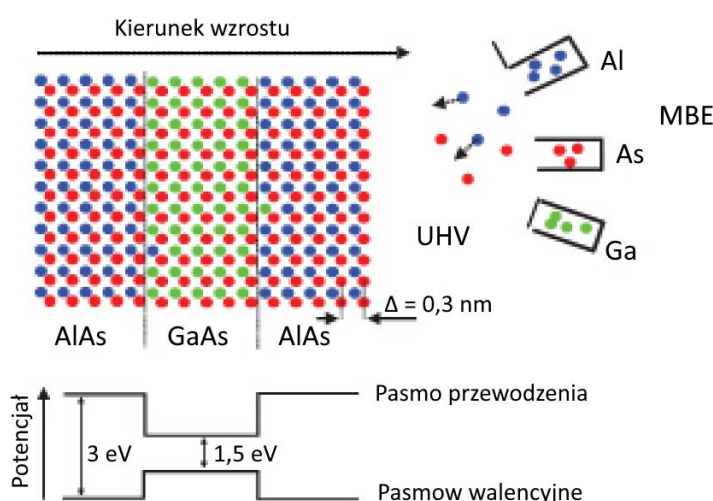 Kierunek wzrostu
Al
MBE
As
UHV
Ga
Δ = 0,3 nm
AlAs
GaAs
AlAs
Potencjał
Pasmo przewodzenia
3 eV
1,5 eV
Pasmow walencyjne